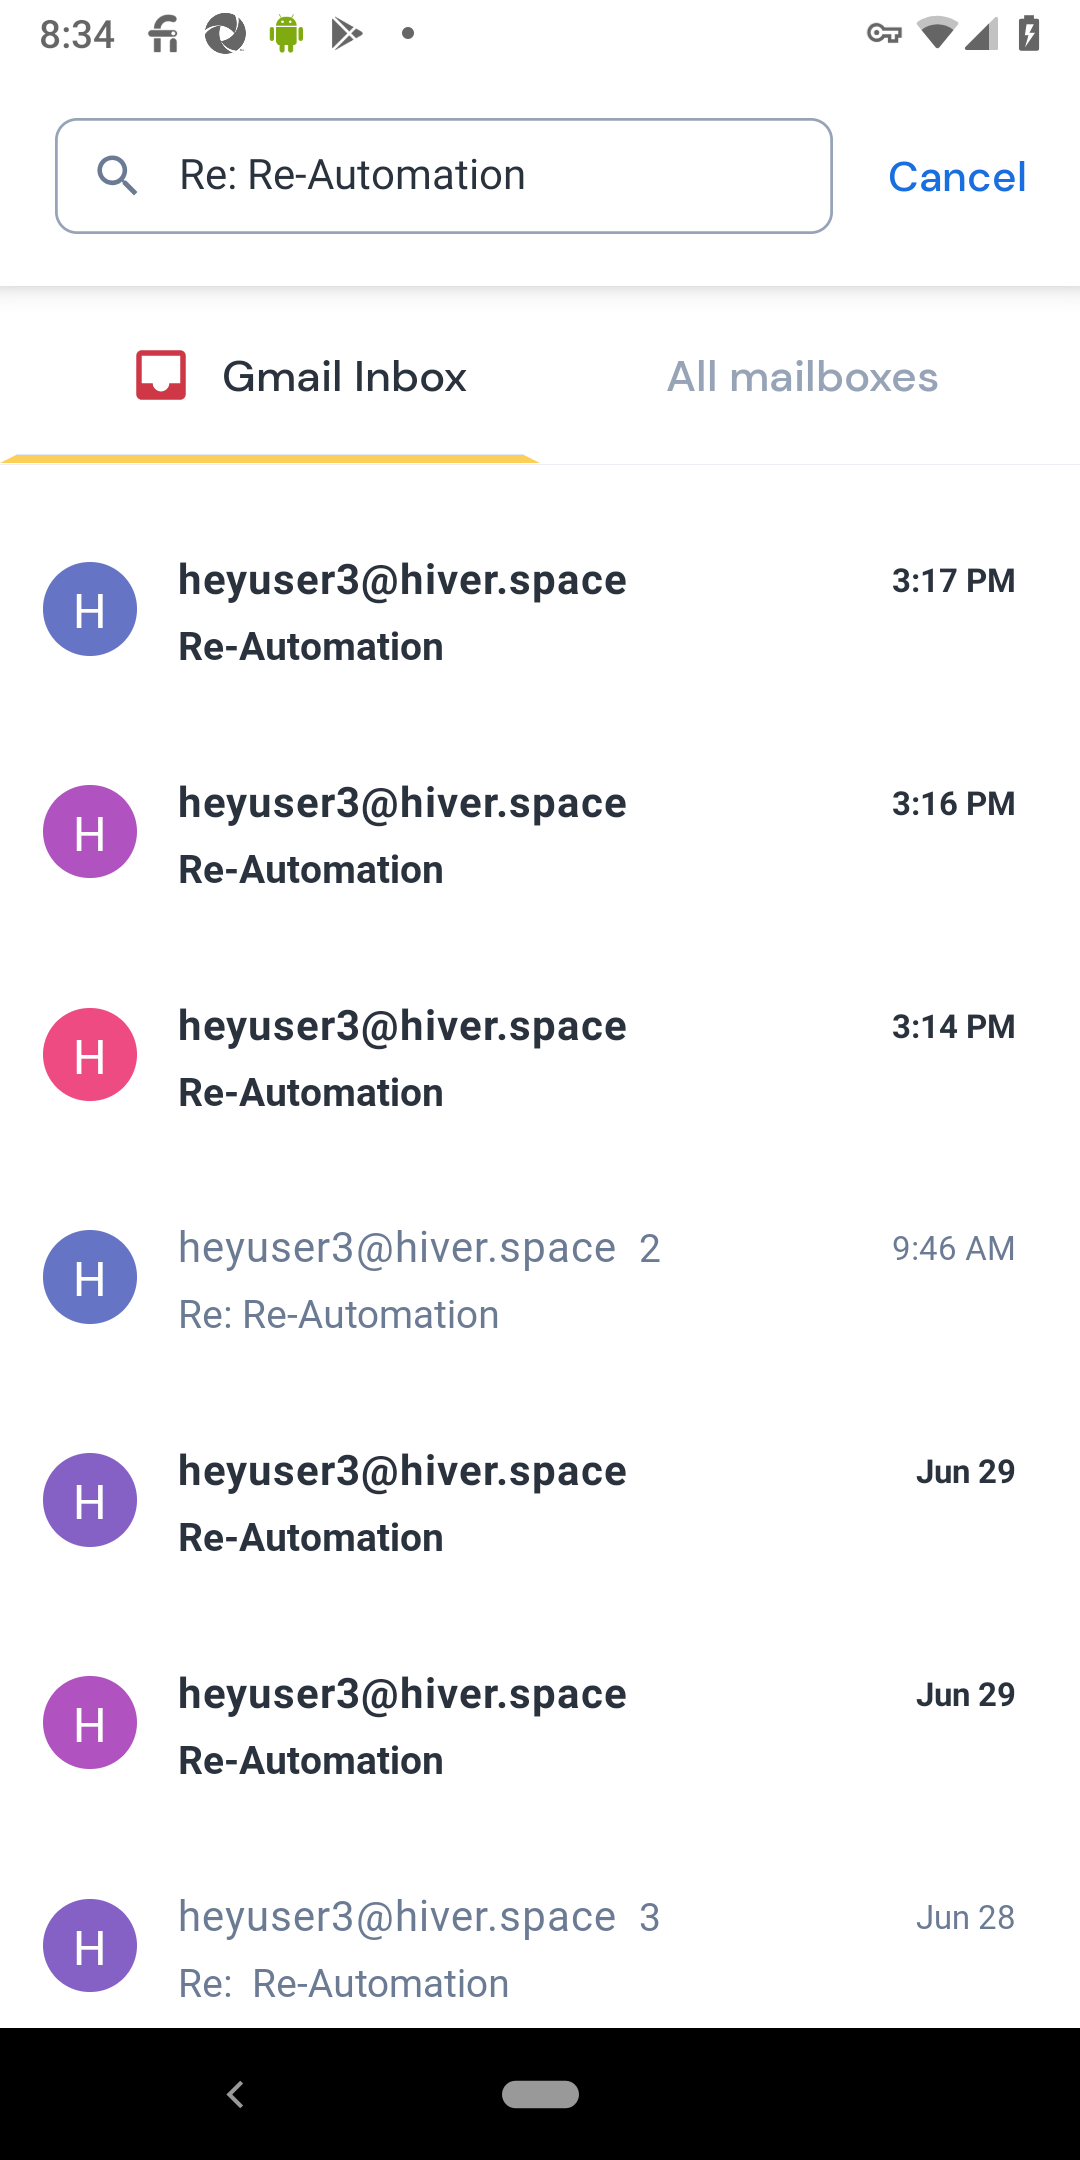 8:34
Re: Re-Automation
Cancel
Gmail Inbox
All mailboxes
H
heyuser3@hiver.space
3:17 PM
Re-Automation
H
heyuser3@hiver.space
3:16 PM
Re-Automation
H
heyuser3@hiver.space
3:14 PM
Re-Automation
H
heyuser3@hiver.space 2
9:46 AM
Re: Re-Automation
H
heyuser3@hiver.space
Jun 29
Re-Automation
H
heyuser3@hiver.space
Jun 29
Re-Automation
H
heyuser3@hiver.space 3
Jun 28
Re: Re-Automation